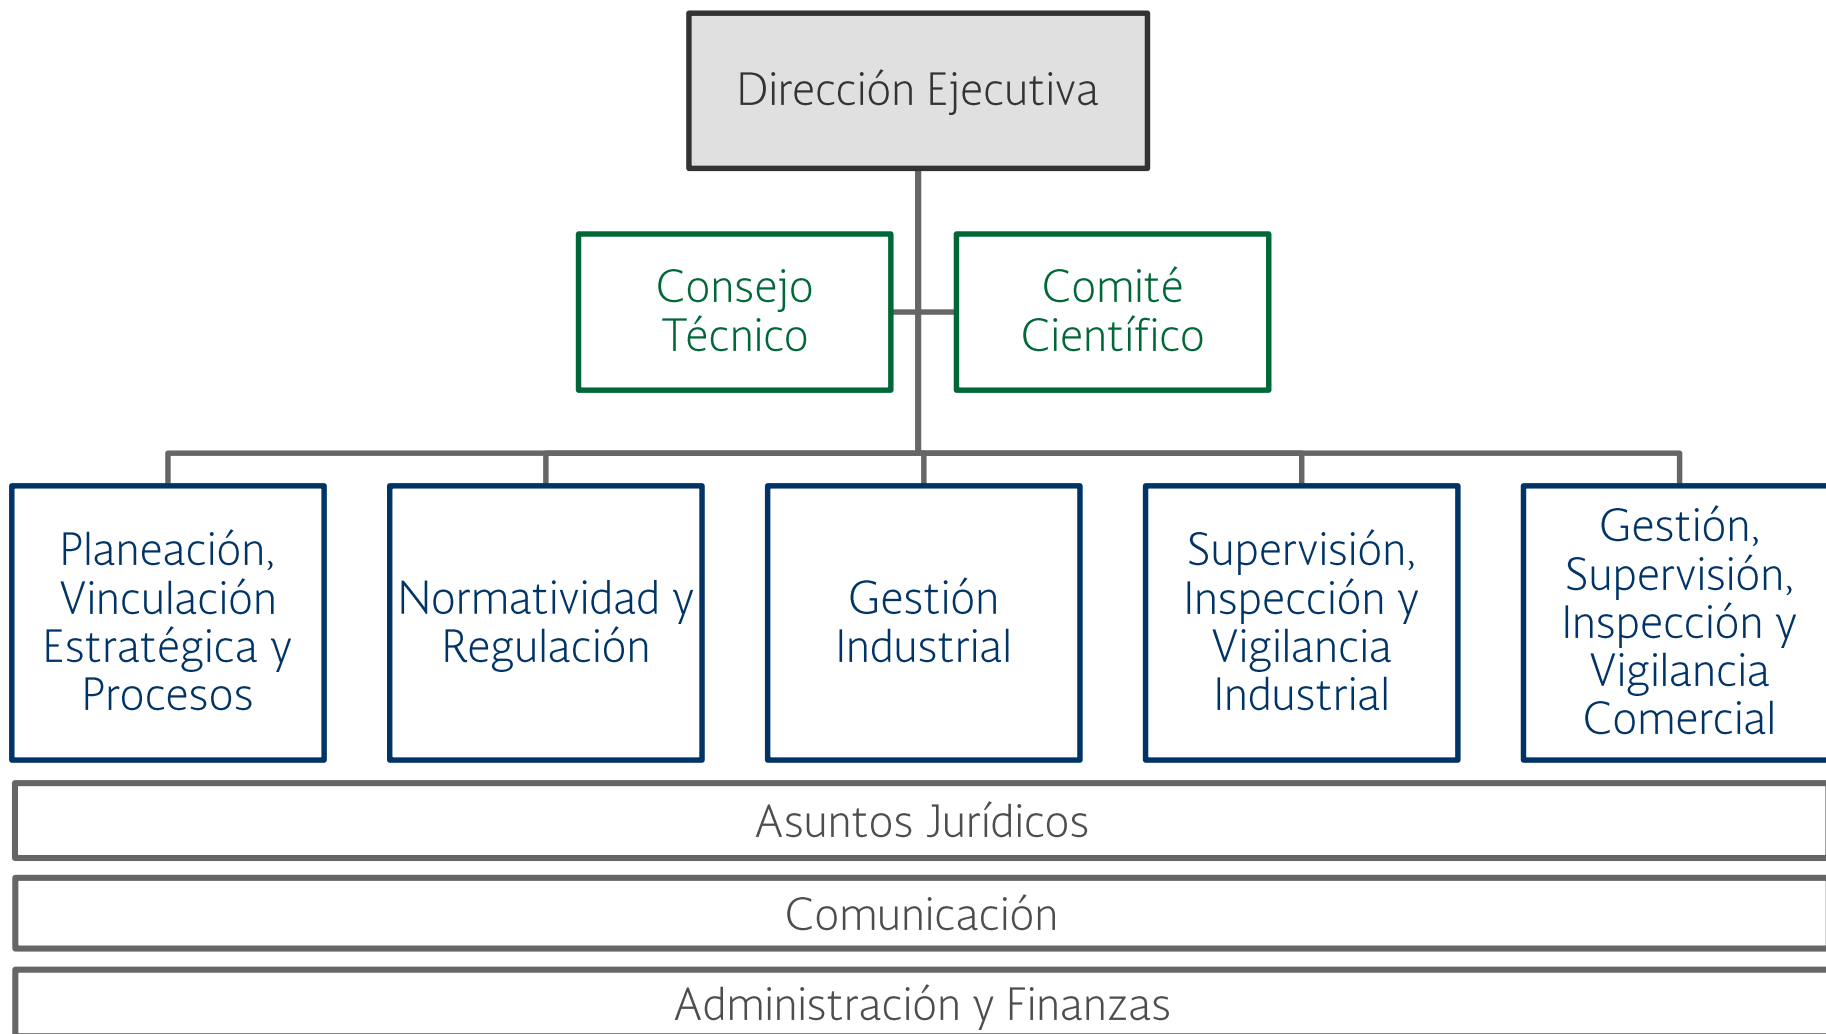 Dirección Ejecutiva
Consejo
Técnico
Comité
Científico
Planeación,
Vinculación
Estratégica y
Procesos
Normatividad y
Regulación
Gestión
Industrial
Supervisión,
Inspección y
Vigilancia
Industrial
Gestión,
Supervisión,
Inspección y
Vigilancia
Comercial
Asuntos Jurídicos
Comunicación
Administración y Finanzas